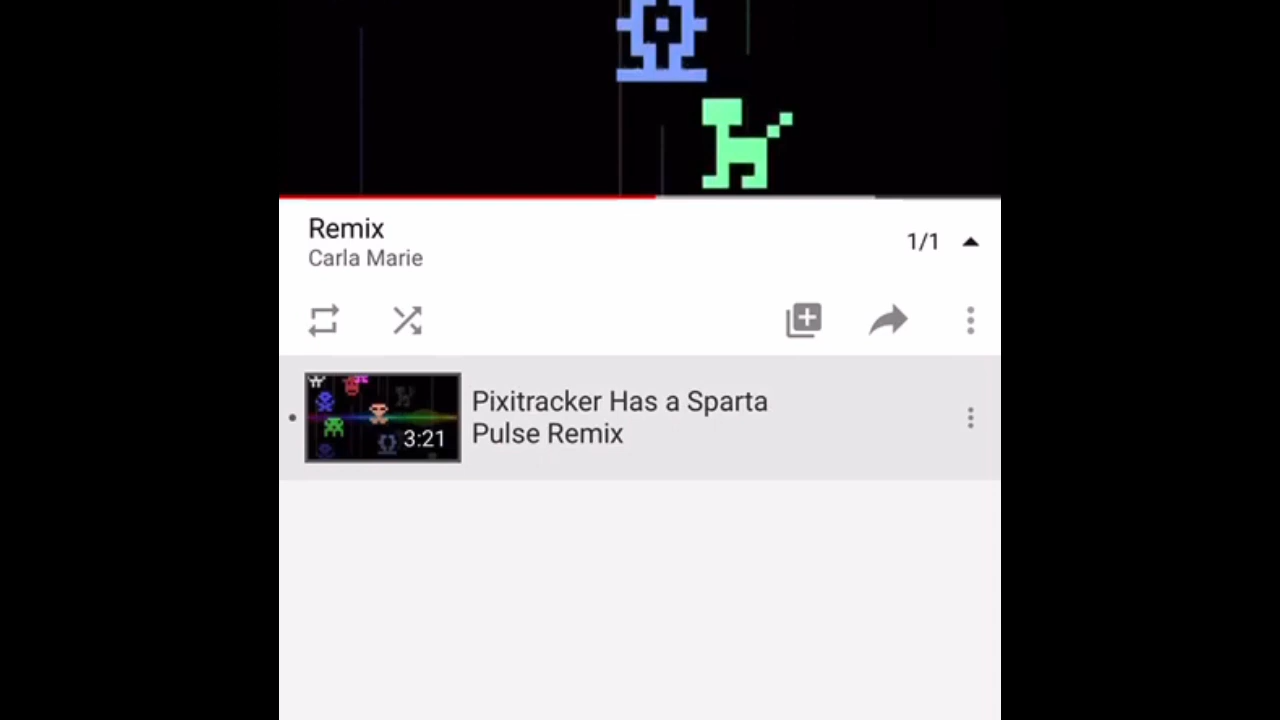 Remix
Carla Marie
1/1
3:21
Pixitracker Has a Sparta
Pulse Remix